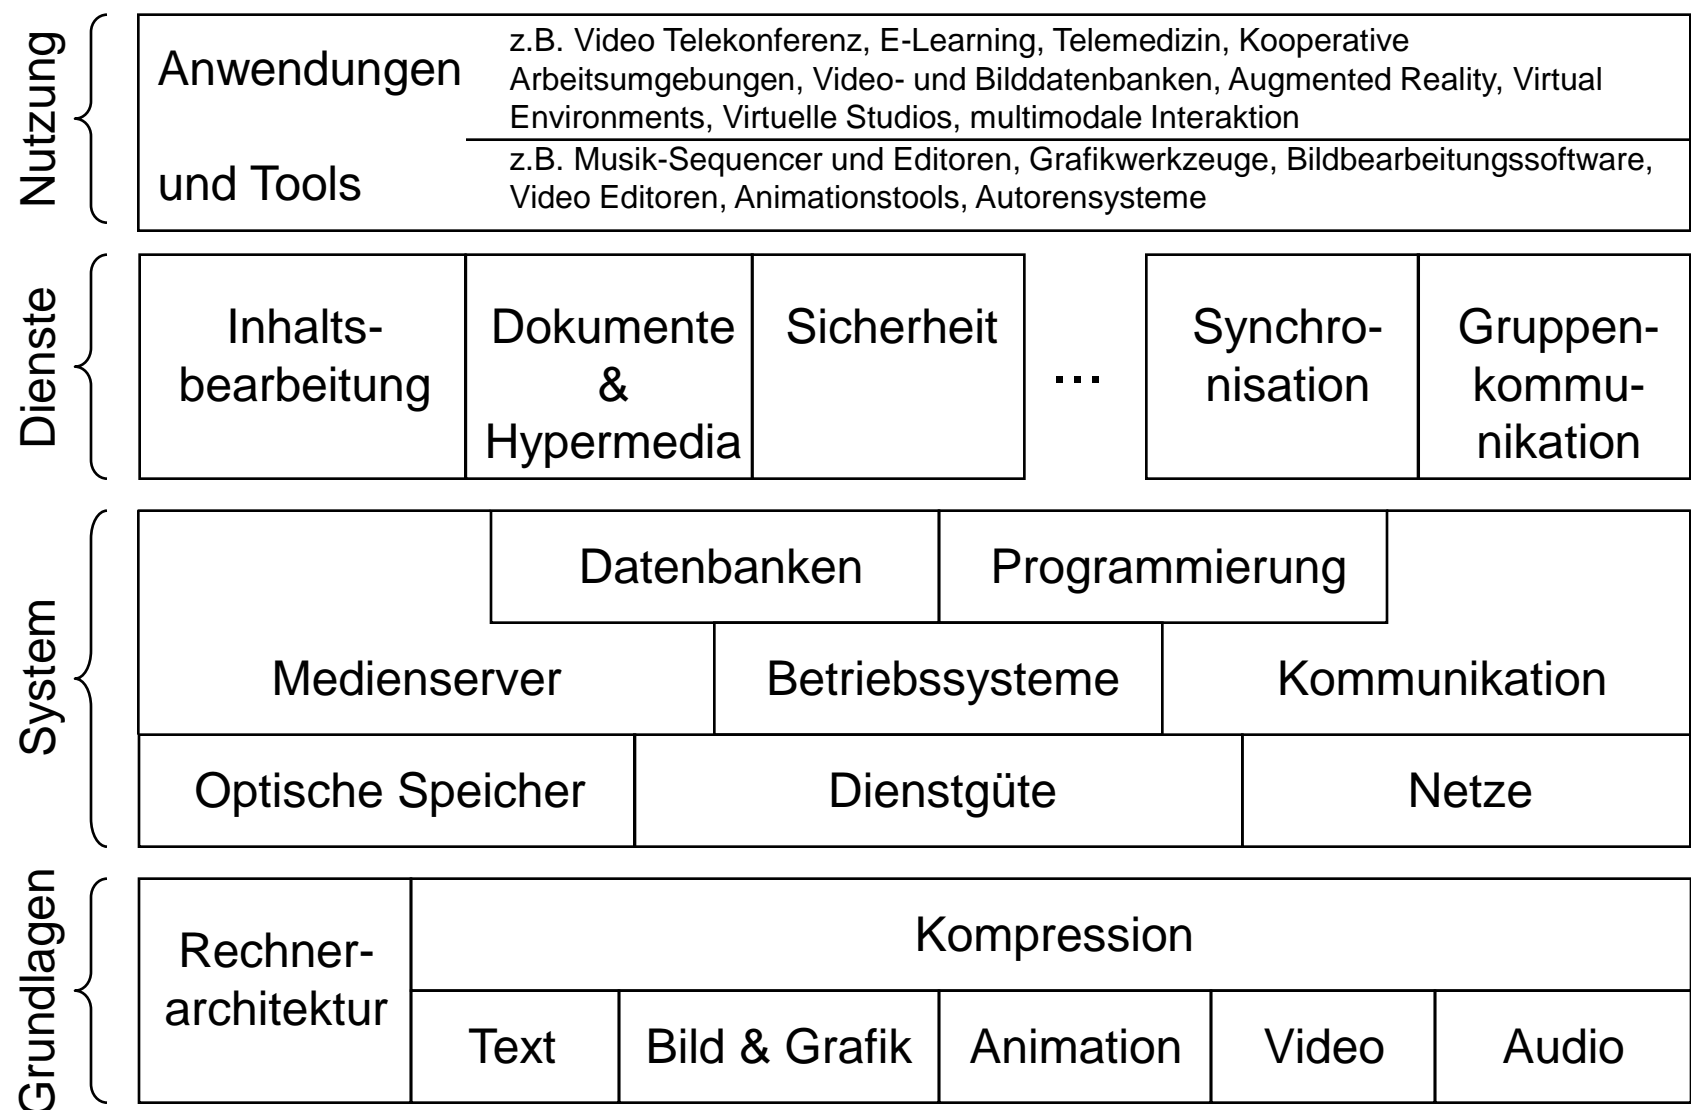 Nutzung
Anwendungen
und Tools
z.B. Video Telekonferenz, E-Learning, Telemedizin, Kooperative
Arbeitsumgebungen, Video- und Bilddatenbanken, Augmented Reality, Virtual
Environments, Virtuelle Studios, multimodale Interaktion
z.B. Musik-Sequencer und Editoren, Grafikwerkzeuge, Bildbearbeitungssoftware,
Video Editoren, Animationstools, Autorensysteme
Dienste
Inhalts-
bearbeitung
Dokumente
&
Hypermedia
Sicherheit
...
Synchro-
nisation
Gruppen-
kommu-
nikation
System
Datenbanken
Programmierung
Medienserver
Betriebssysteme
Kommunikation
Optische Speicher
Dienstgüte
Netze
Grundlagen
Rechner-
architektur
Kompression
Text
Bild & Grafik
Animation
Video
Audio